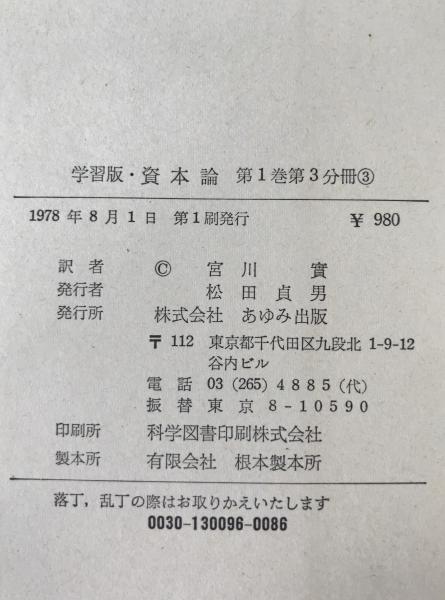 学習版・資本論 第1巻第3分冊③
1978年8月1日 第1刷発行 ¥ 980
訳者 © 宮川 實
発行者 松田貞男
発行所 株式会社 あゆみ出版
〒112 東京都千代田区九段北 1-9-12
谷内ビル
電話 03 (265) 4885(代)
振替 東京 8-10590
印刷所 科学図書印刷株式会社
製本所 有限会社 根本製本所
落丁,乱丁の際はお取りかえいたします
0030-130096-0086